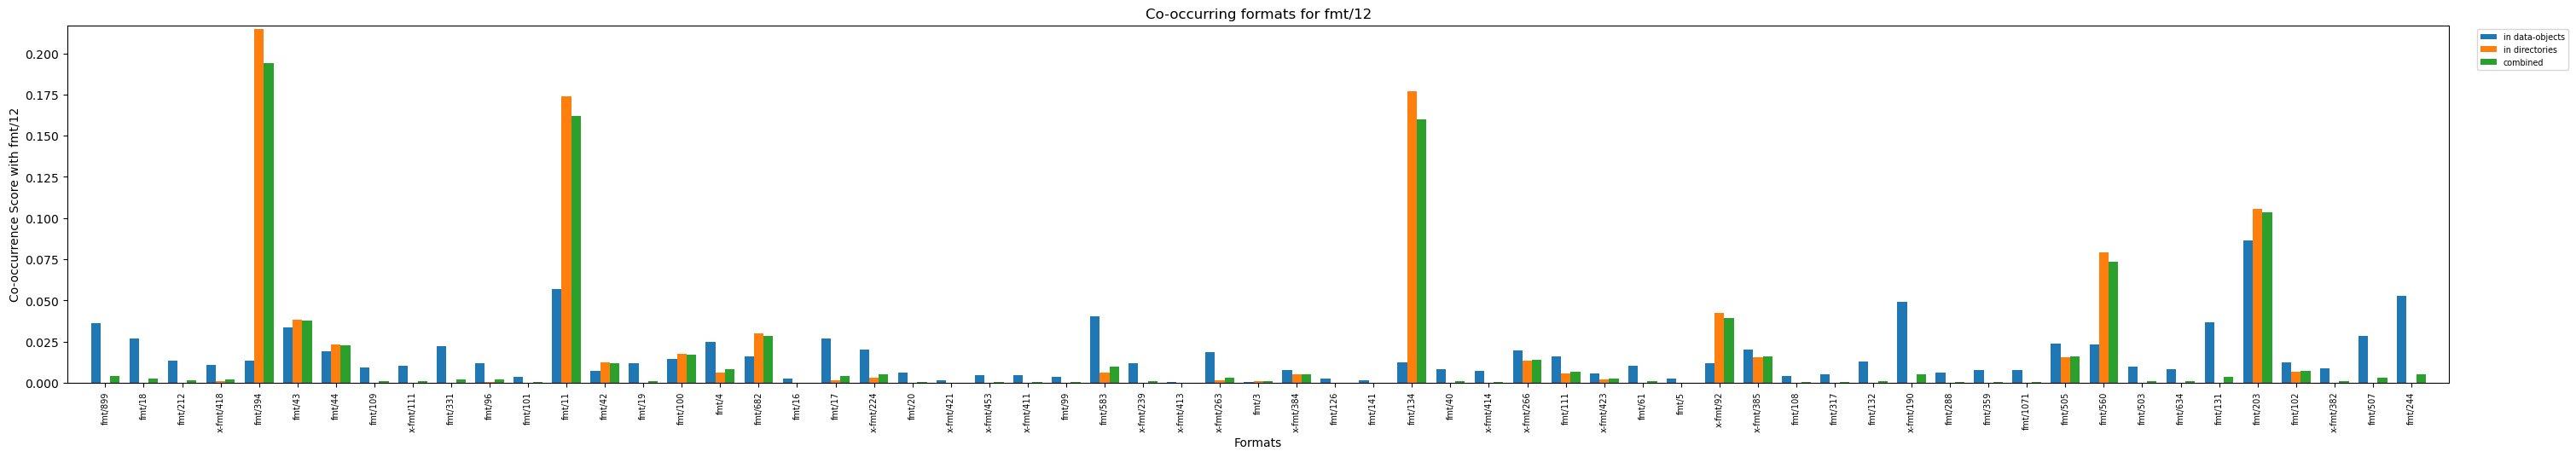 Co-occurring formats for fmt/12
in data-objects
in directories
combined
Co-occurrence Score with fmt/12
0.200
0.175
0.150
0.125
0.100
0.075
0.050
0.025
0.000
fmt/899
fmt/18
fmt/212
x-fmt/418
fmt/394
fmt/43
fmt/44
fmt/109
x-fmt/111
fmt/331
fmt/96
fmt/101
fmt/11
fmt/42
fmt/19
fmt/100
fmt/4
fmt/682
fmt/16
fmt/17
x-fmt/224
fmt/20
x-fmt/421
x-fmt/453
x-fmt/411
fmt/99
fmt/583
x-fmt/239
x-fmt/413
x-fmt/263
fmt/3
x-fmt/384
fmt/126
fmt/141
fmt/134
fmt/40
x-fmt/414
x-fmt/266
fmt/111
x-fmt/423
fmt/61
fmt/5
x-fmt/92
x-fmt/385
fmt/108
fmt/317
fmt/132
x-fmt/190
fmt/288
fmt/359
fmt/1071
fmt/505
fmt/560
fmt/503
fmt/634
fmt/131
fmt/203
fmt/102
x-fmt/382
fmt/507
fmt/244
Formats